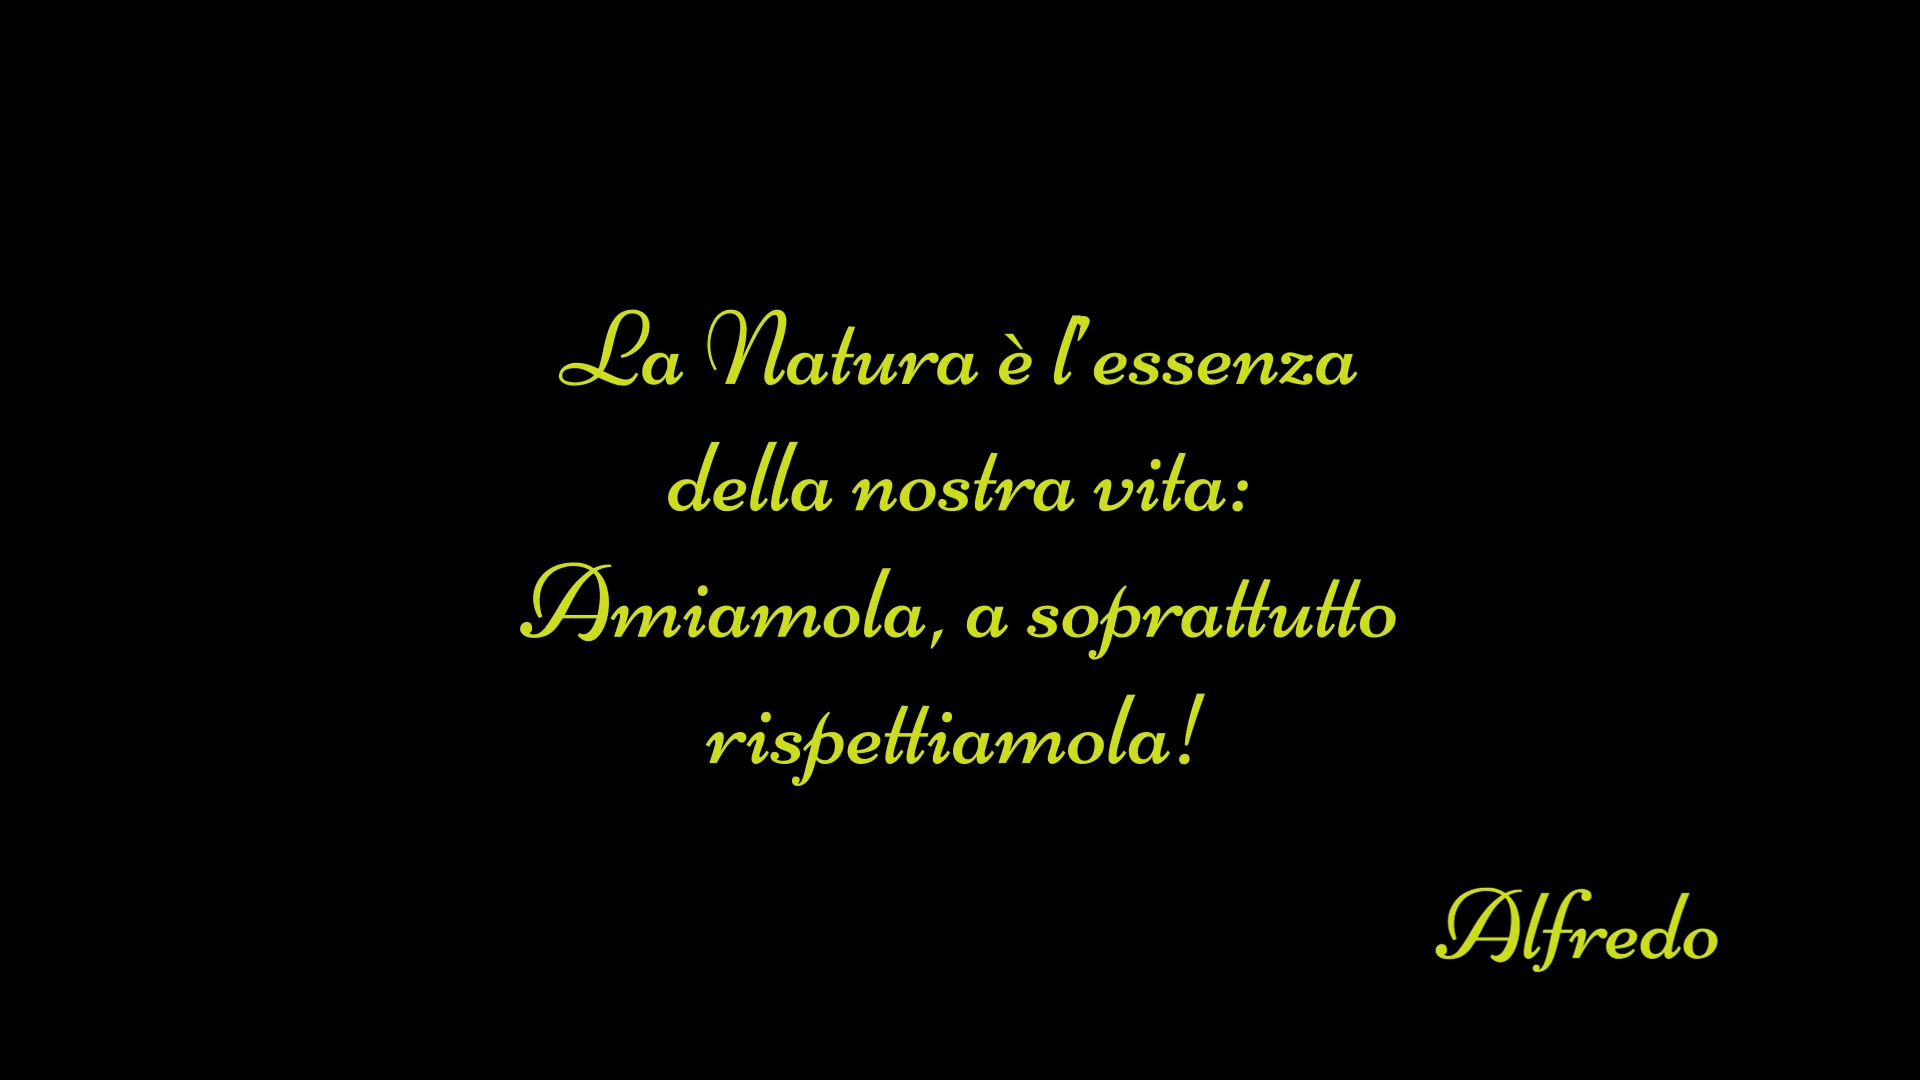 La Natura è l'essenza
della nostra vita:
Amiamola, a soprattutto
rispettiamola!
Alfredo